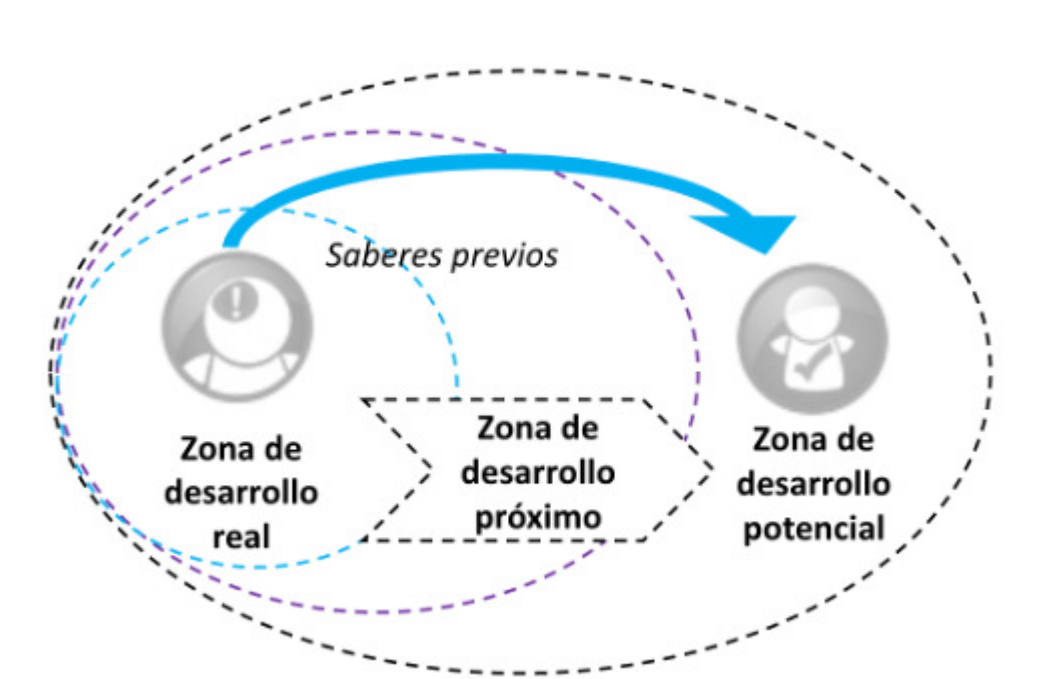 Saberes previos
Zona de
desarrollo
real
Zona de
desarrollo
próximo
Zona de
desarrollo
potencial